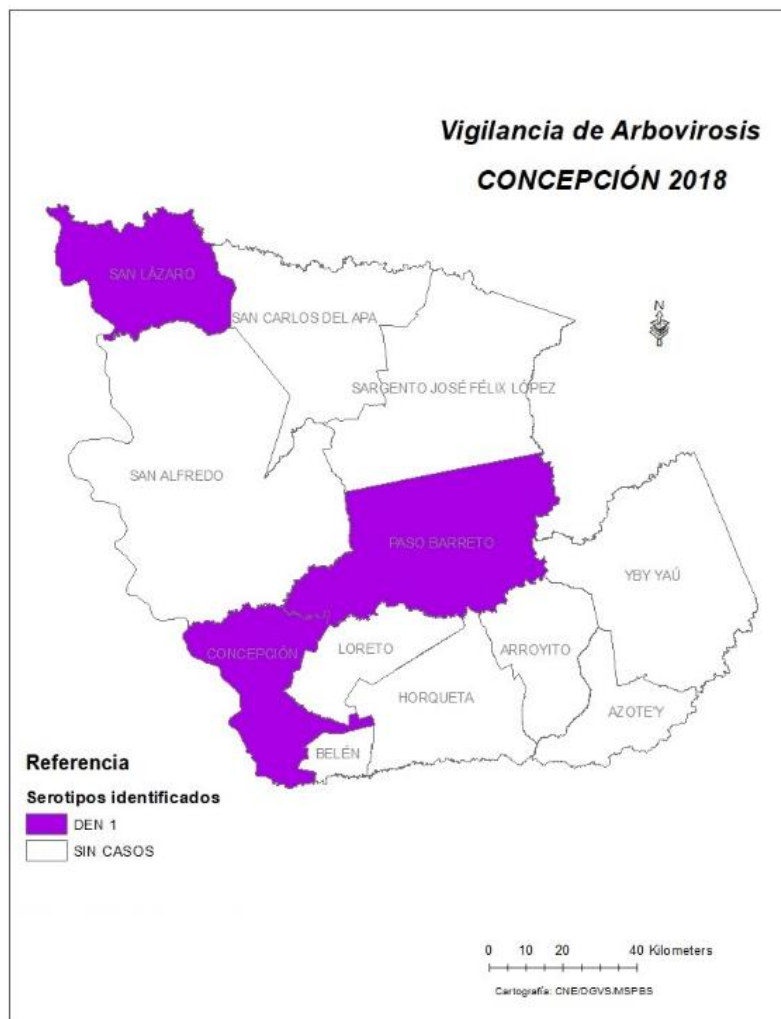 Vigilancia de Arbovirosis
CONCEPCIÓN 2018
SAN LÁZARO
N
SAN CARLOS DEL APA
SARGENTO JOSÉ FÉLIX LÓPEZ
SAN ALFREDO
PASO BARRETO
YBY YAÚ
CONCEPCIÓN
LORETO
ARROYITO
HORQUETA
AZOTE'Y
BELÉN
Referencia
Serotipos identificados
DEN 1
SIN CASOS
0 10 20 40 Kilometers
Cartografía: CNE/DGVS/MSPBS